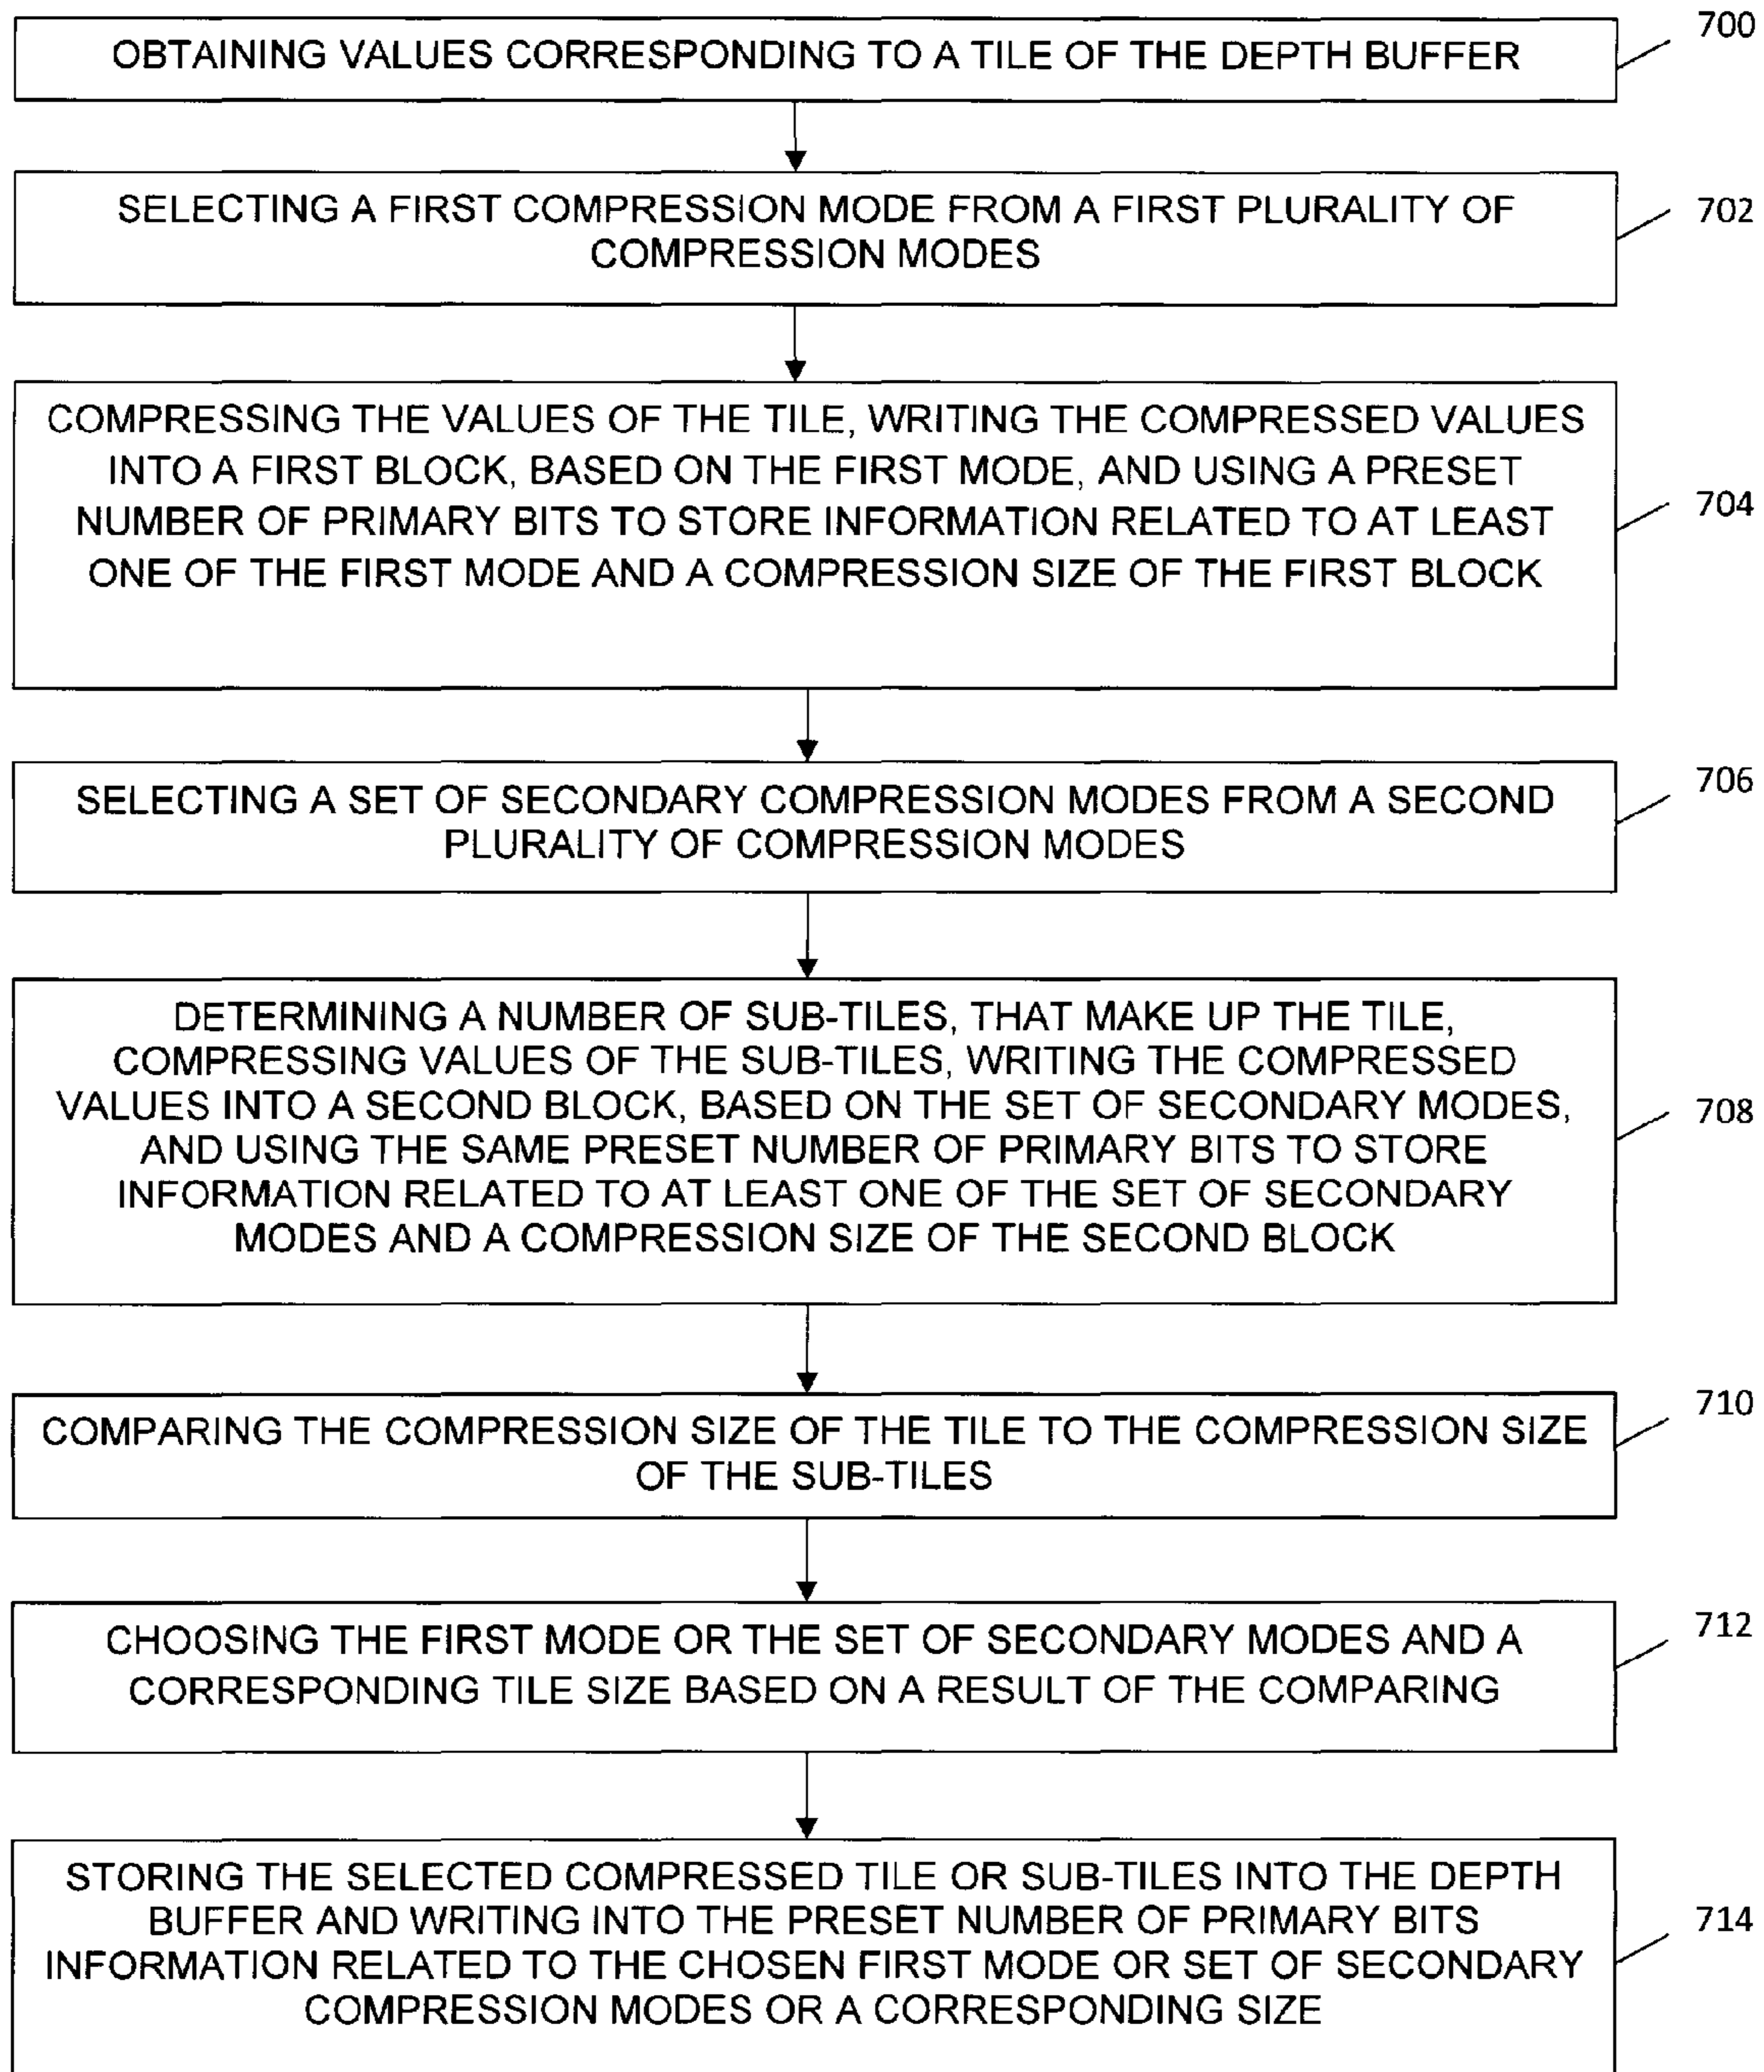 OBTAINING VALUES CORRESPONDING TO A TILE OF THE DEPTH BUFFER
700
SELECTING A FIRST COMPRESSION MODE FROM A FIRST PLURALITY OF
COMPRESSION MODES
702
COMPRESSING THE VALUES OF THE TILE, WRITING THE COMPRESSED VALUES
INTO A FIRST BLOCK, BASED ON THE FIRST MODE, AND USING A PRESET
NUMBER OF PRIMARY BITS TO STORE INFORMATION RELATED TO AT LEAST
ONE OF THE FIRST MODE AND A COMPRESSION SIZE OF THE FIRST BLOCK
704
SELECTING A SET OF SECONDARY COMPRESSION MODES FROM A SECOND
PLURALITY OF COMPRESSION MODES
706
DETERMINING A NUMBER OF SUB-TILES, THAT MAKE UP THE TILE,
COMPRESSING VALUES OF THE SUB-TILES, WRITING THE COMPRESSED
VALUES INTO A SECOND BLOCK, BASED ON THE SET OF SECONDARY MODES,
AND USING THE SAME PRESET NUMBER OF PRIMARY BITS TO STORE
INFORMATION RELATED TO AT LEAST ONE OF THE SET OF SECONDARY
MODES AND A COMPRESSION SIZE OF THE SECOND BLOCK
708
COMPARING THE COMPRESSION SIZE OF THE TILE TO THE COMPRESSION SIZE
OF THE SUB-TILES
710
CHOOSING THE FIRST MODE OR THE SET OF SECONDARY MODES AND A
CORRESPONDING TILE SIZE BASED ON A RESULT OF THE COMPARING
712
STORING THE SELECTED COMPRESSED TILE OR SUB-TILES INTO THE DEPTH
BUFFER AND WRITING INTO THE PRESET NUMBER OF PRIMARY BITS
INFORMATION RELATED TO THE CHOSEN FIRST MODE OR SET OF SECONDARY
COMPRESSION MODES OR A CORRESPONDING SIZE
714